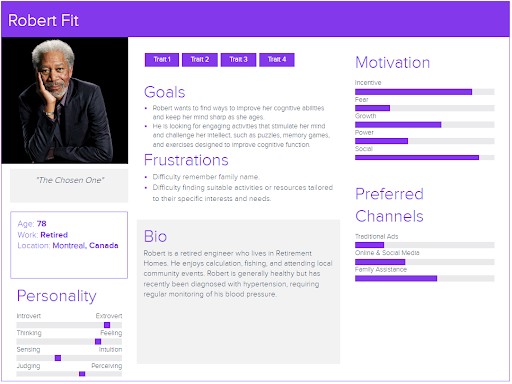 Robert Fit
Trait 1
Trait 2
Trait 3
Trait 4
Goals
Robert wants to find ways to improve her cognitive abilities
and keep her mind sharp as she ages.
He is looking for engaging activities that stimulate her mind
and challenge her intellect, such as puzzles, memory games,
and exercises designed to improve cognitive function.
Frustrations
Difficulty remember family name
Difficulty finding suitable activities or resources tailored
to their specific interests and needs.
"The Chosen One"
Age: 78
Work: Retired
Location: Montreal, Canada
Personality
Introvert Extrovert
Thinking Feeling
Sensing Intuition
Judging Perceiving
Bio
Robert is a retired engineer who lives in Retirement
Homes. He enjoys calculation, fishing, and attending local
community events. Robert is generally healthy but has
recently been diagnosed with hypertension, requiring
regular monitoring of his blood pressure.
Motivation
Incentive
Fear
Growth
Power
Social
Preferred
Channels
Traditional Ads
Online & Social Media
Family Assistance